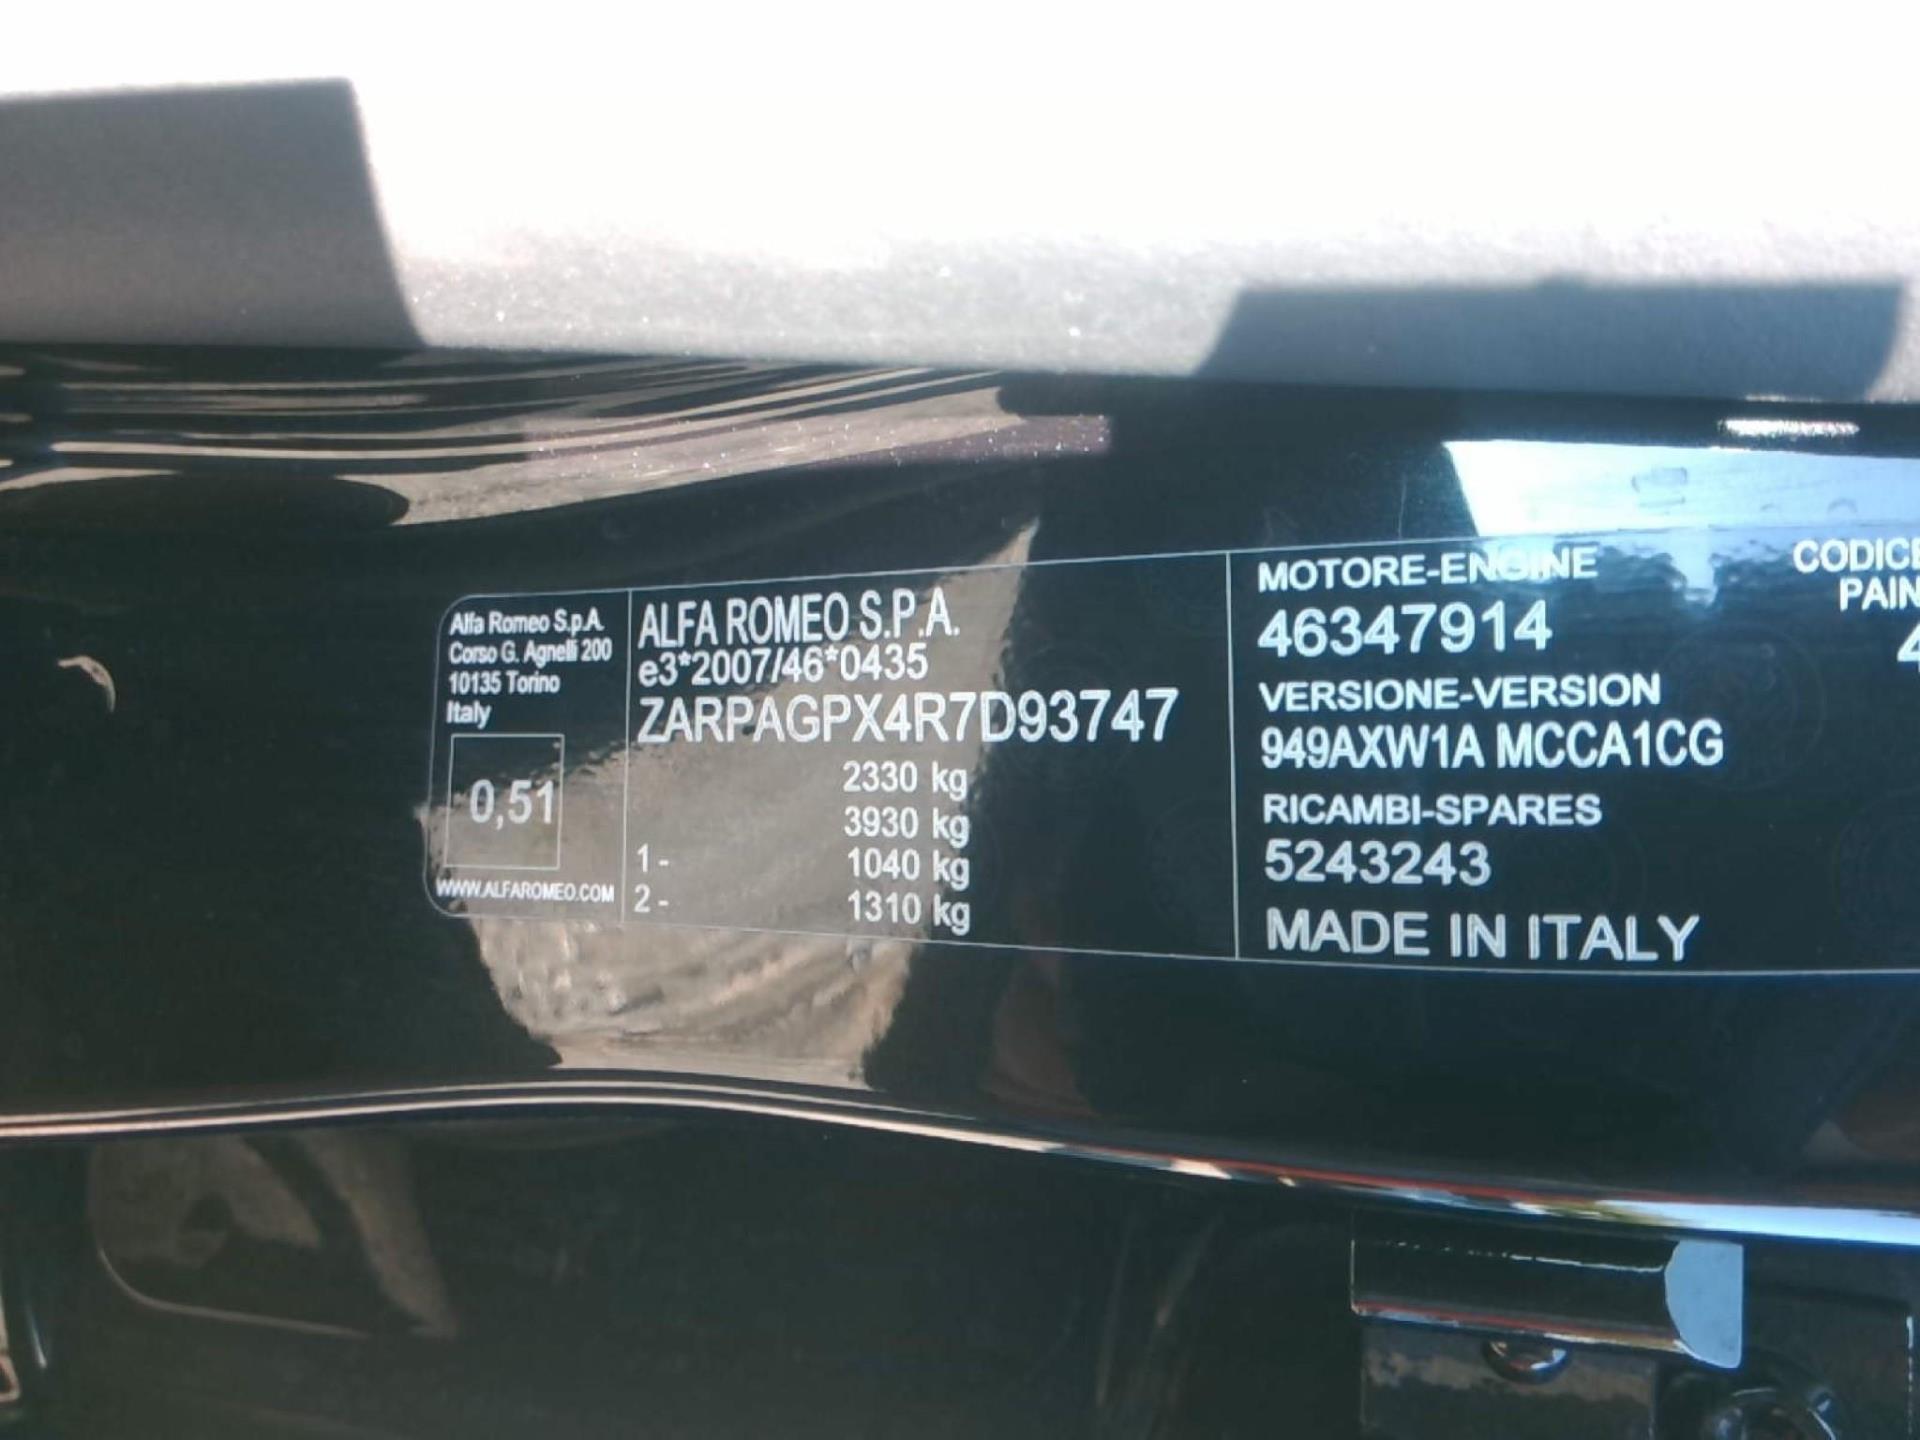 Alfa Romeo S.p.A.
Corso G. Agnelli 200
10135 Torino
Italy
0,51
WWW.ALFAROMEO.COM
ALFA ROMEO S.P.A.
e3*2007/46*0435
ZARPAGPX4R7D93747
2330 kg
3930 kg
1 - 1040 kg
2 - 1310 kg
MOTORE-ENGINE
46347914
VERSIONE-VERSION
949AXW1A MCCA1CG
RICAMBI-SPARES
5243243
MADE IN ITALY
CODICE
PAIN
4